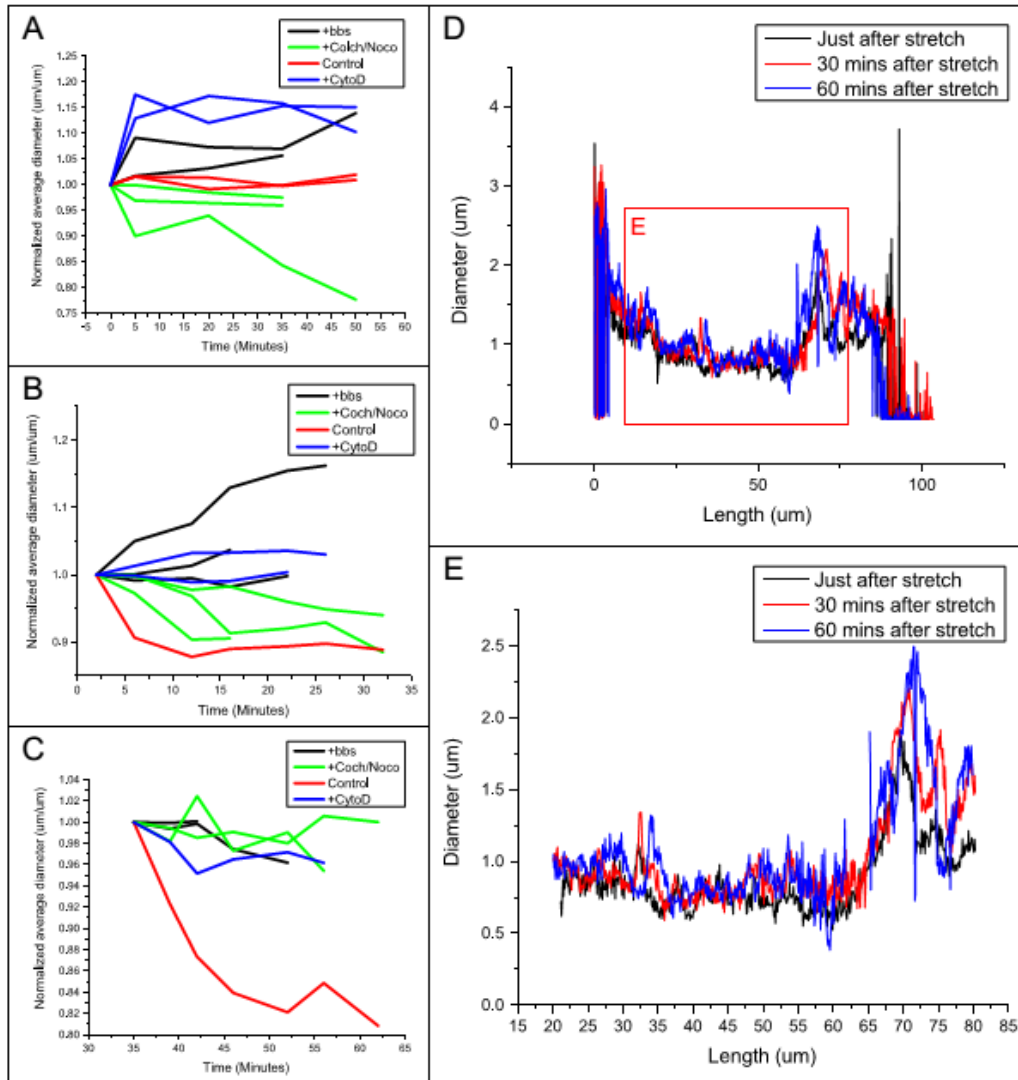 A
+bbs
+Colch/Noco
Control
+CytoD
Normalized average diameter (um/um)
1.25
1.20
1.15
1.10
1.05
1.00
0.95
0.90
0.85
0.80
0.75
-5 0 5 10 15 20 25 30 35 40 45 50 55 60
Time (Minutes)
B
+bbs
+Coch/Noco
Control
+CytoD
Normalized average diameter (um/um)
1.2
1.1
1.0
0.9
0 5 10 15 20 25 30 35
Time (Minutes)
C
+bbs
+Coch/Noco
Control
+CytoD
Normalized average diameter (um/um)
1.04
1.02
1.00
0.98
0.96
0.94
0.92
0.90
0.88
0.86
0.84
0.82
0.80
30 35 40 45 50 55 60 65
Time (Minutes)
D
Just after stretch
30 mins after stretch
60 mins after stretch
Diameter (um)
4
3
2
1
0
E
0 50 100
Length (um)
E
Just after stretch
30 mins after stretch
60 mins after stretch
Diameter (um)
2.5
2.0
1.5
1.0
0.5
0.0
15 20 25 30 35 40 45 50 55 60 65 70 75 80 85
Length (um)